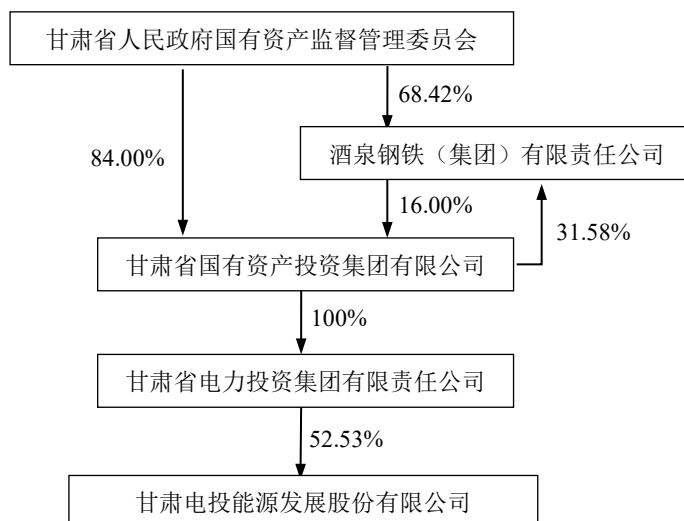 甘肃省人民政府国有资产监督管理委员会
68.42%
84.00%
酒泉钢铁（集团）有限责任公司
16.00%
31.58%
甘肃省国有资产投资集团有限公司
100%
甘肃省电力投资集团有限责任公司
52.53%
甘肃电投能源发展股份有限公司